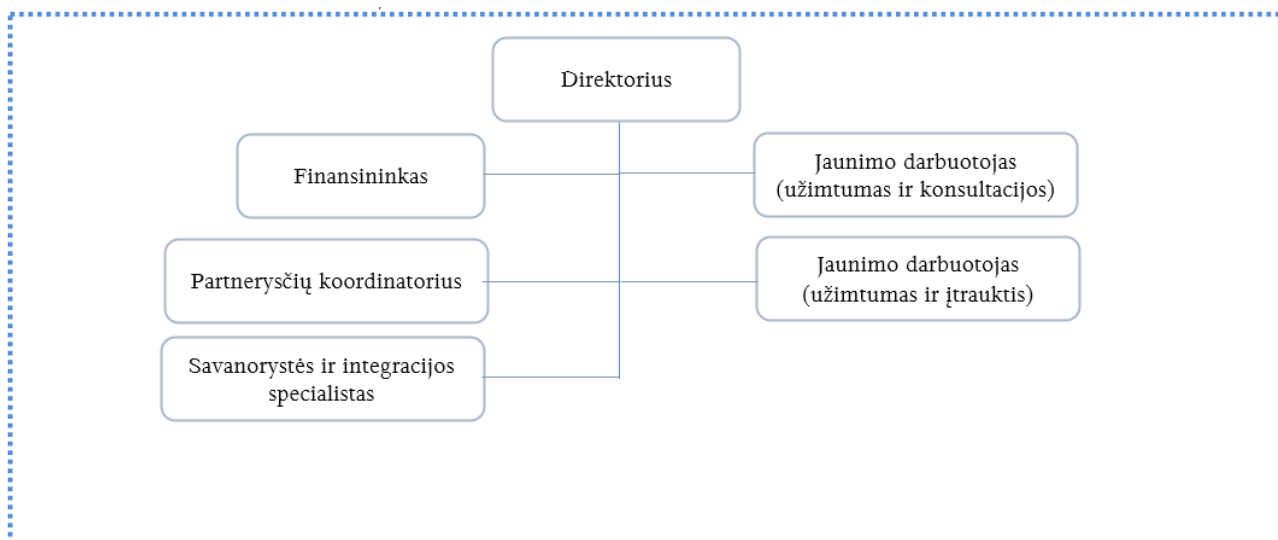 Direktorius
Finansininkas
Jaunimo darbuotojas
(užimtumas ir konsultacijos)
Partnerysčių koordinatorius
Jaunimo darbuotojas
(užimtumas ir įtrauktis)
Savanorystės ir integracijos
specialistas